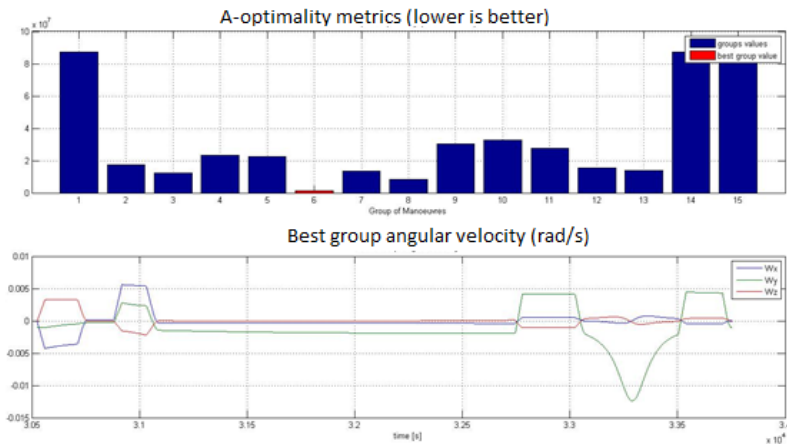 A-optimality metrics (lower is better)
x 10^7
10
8
6
4
2
0
groups values
best group value
1 2 3 4 5 6 7 8 9 10 11 12 13 14 15
Group of Manoeuvres
Best group angular velocity (rad/s)
0.01
0.005
0
-0.005
-0.01
-0.015
Wx
Wy
Wz
3.05 3.1 3.15 3.2 3.25 3.3 3.35
time [s]
x 10^4